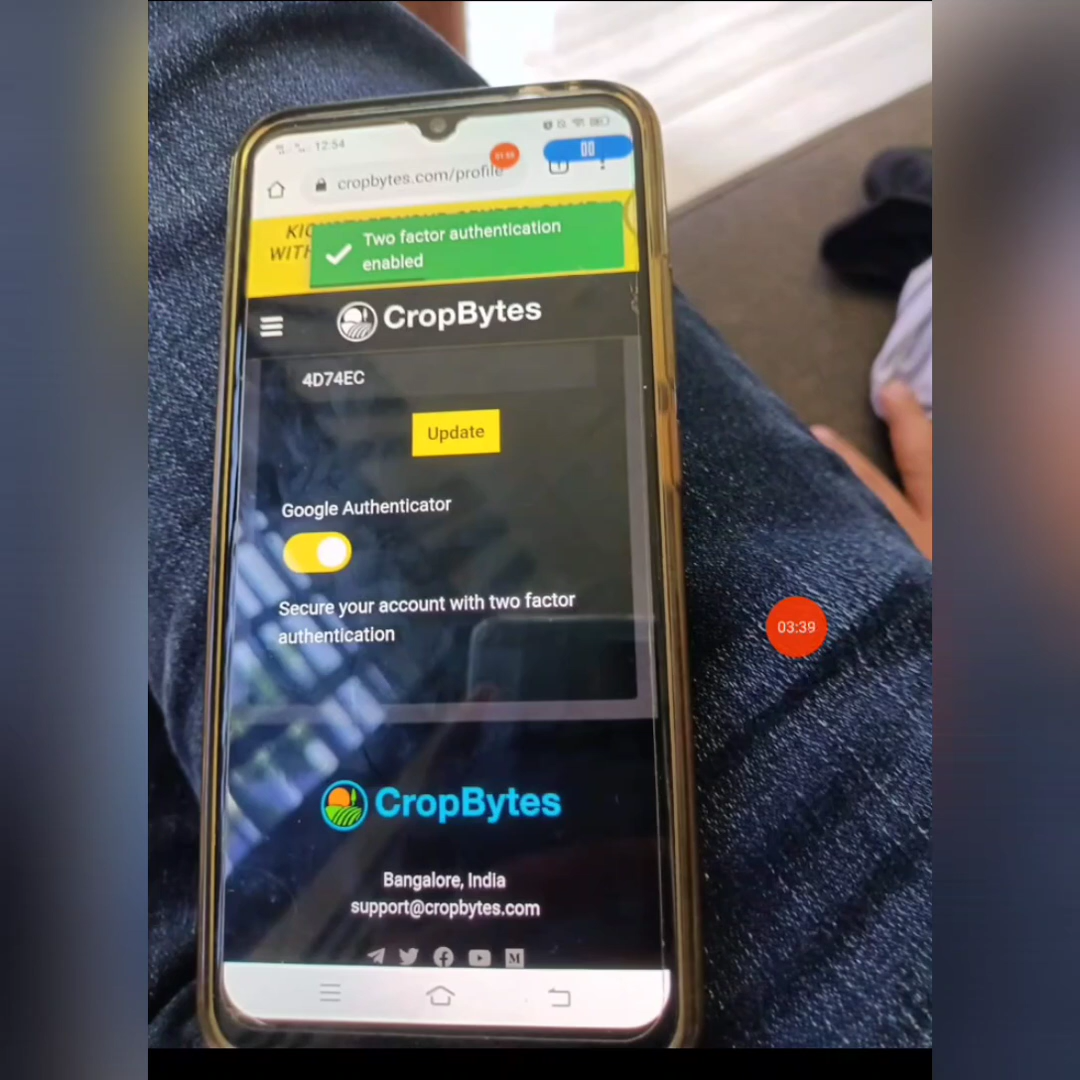 12:54
cropbytes.com/profile
KIC
WITH
Two factor authentication
enabled
CropBytes
4D74EC
Update
Google Authenticator
Secure your account with two factor
authentication
03:39
CropBytes
Bangalore, India
support@cropbytes.com
M